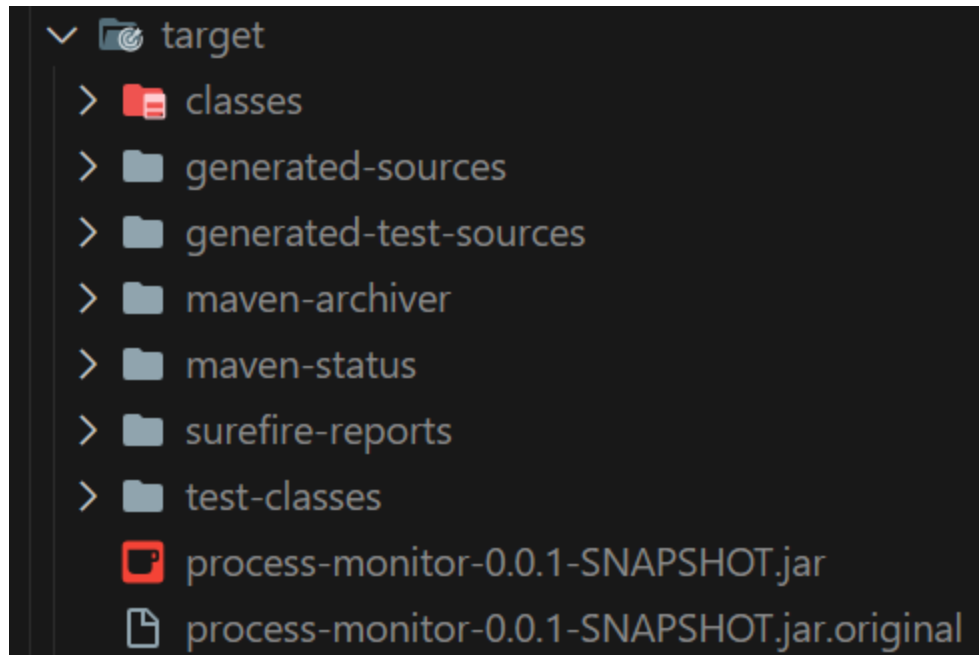 target
classes
generated-sources
generated-test-sources
maven-archiver
maven-status
surefire-reports
test-classes
process-monitor-0.0.1-SNAPSHOT.jar
process-monitor-0.0.1-SNAPSHOT.jar.original